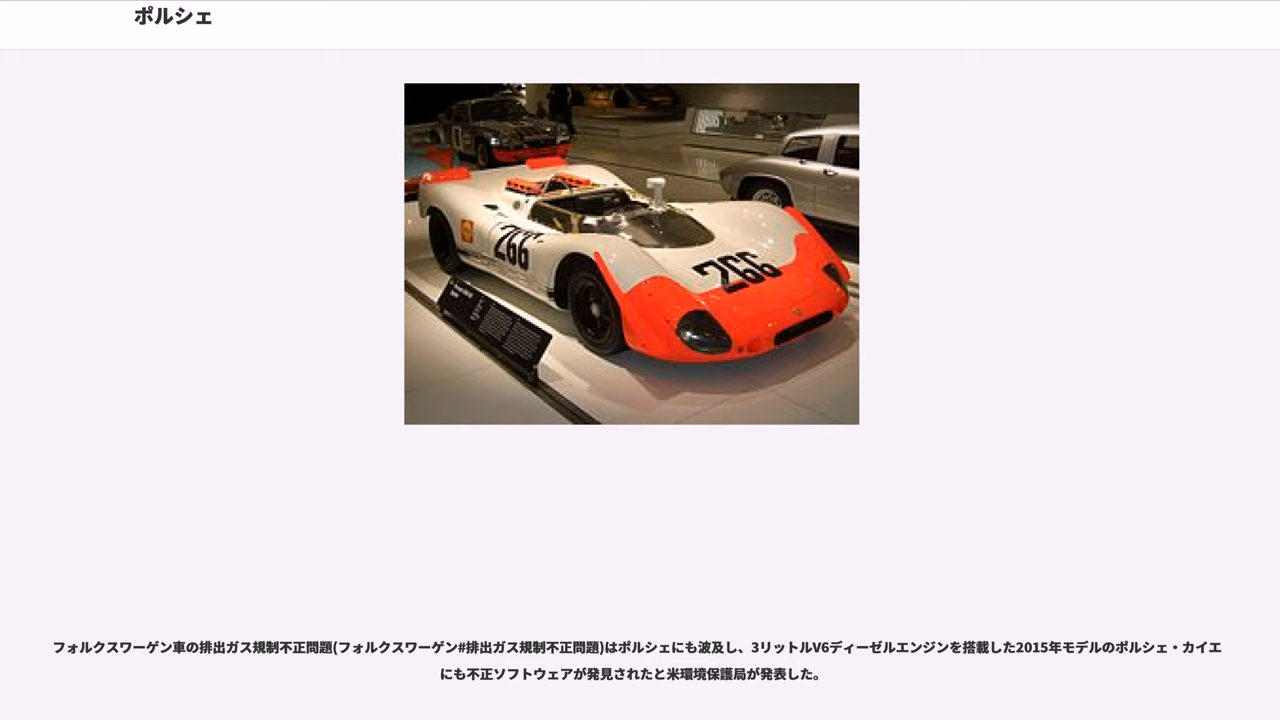 ポルシェ
266
266
フォルクスワーゲン車の排出ガス規制不正問題(フォルクスワーゲン#排出ガス規制不正問題)はポルシェにも波及し、3リットルV6ディーゼルエンジンを搭載した2015年モデルのポルシェ・カイエ
にも不正ソフトウェアが発見されたと米環境保護局が発表した。